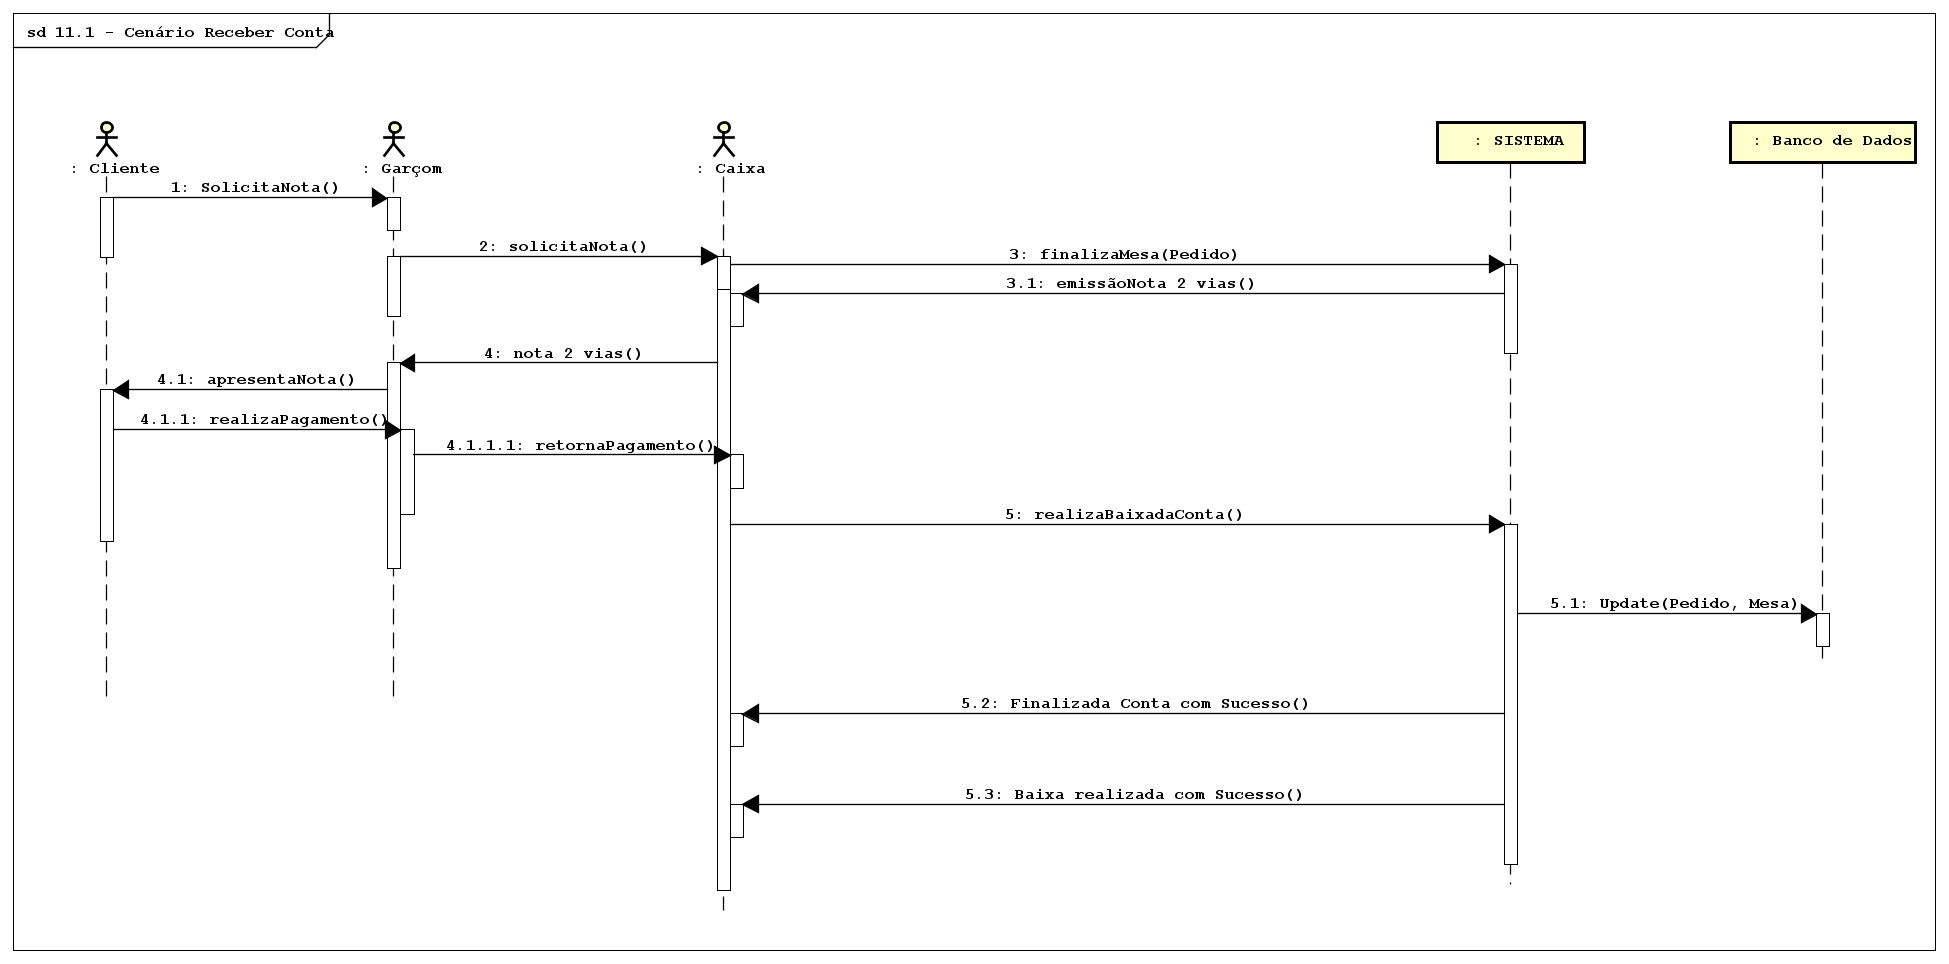 sd 11.1 - Cenário Receber Conta
: Cliente
: Garçom
: Caixa
: SISTEMA
: Banco de Dados
1: SolicitaNota()
2: solicitaNota()
3: finalizaMesa(Pedido)
3.1: emissãoNota 2 vias()
4: nota 2 vias()
4.1: apresentaNota()
4.1.1: realizaPagamento()
4.1.1.1: retornaPagamento()
5: realizaBaixadaConta()
5.1: Update(Pedido, Mesa)
5.2: Finalizada Conta com Sucesso()
5.3: Baixa realizada com Sucesso()